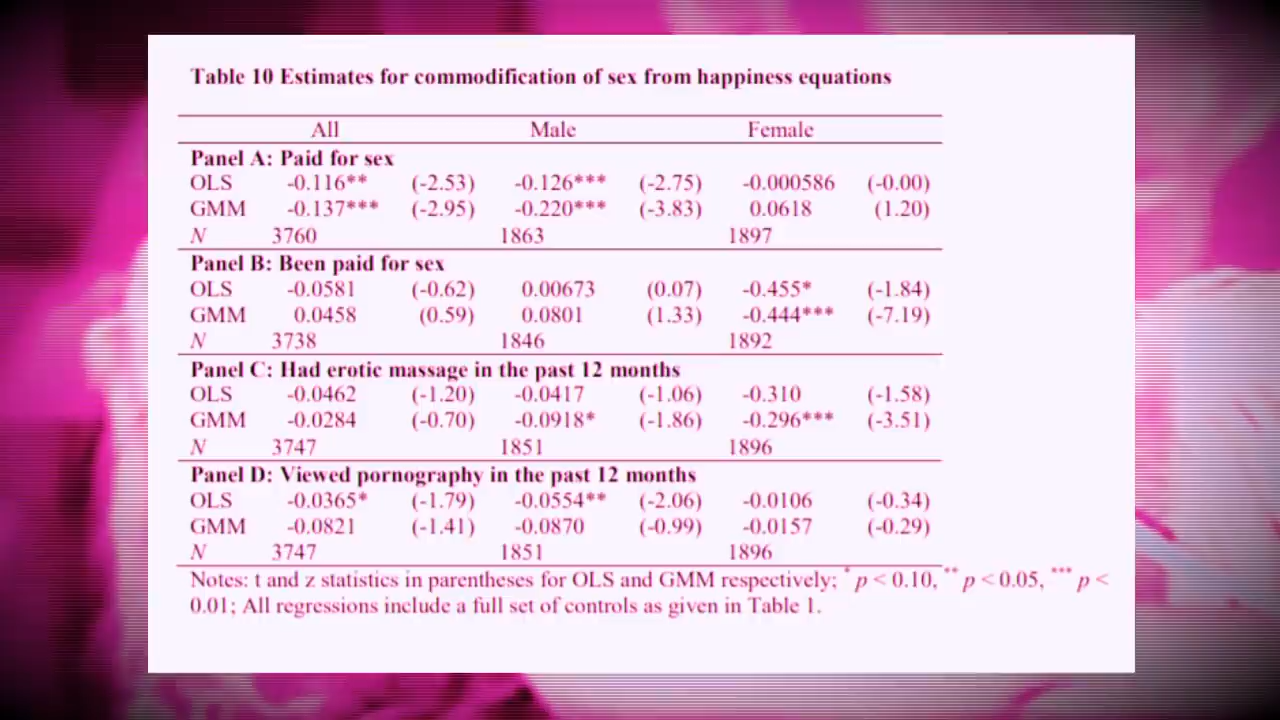 Table 10 Estimates for commodification of sex from happiness equations
All Male Female
Panel A: Paid for sex
OLS -0.116** (-2.53) -0.126*** (-2.75) -0.000586 (-0.00)
GMM -0.137*** (-2.95) -0.220*** (-3.83) 0.0618 (1.20)
N 3760 1863 1897
Panel B: Been paid for sex
OLS -0.0581 (-0.62) 0.00673 (0.07) -0.455* (-1.84)
GMM 0.0458 (0.59) 0.0801 (1.33) -0.444*** (-7.19)
N 3738 1846 1892
Panel C: Had erotic massage in the past 12 months
OLS -0.0462 (-1.20) -0.0417 (-1.06) -0.310 (-1.58)
GMM -0.0284 (-0.70) -0.0918* (-1.86) -0.296*** (-3.51)
N 3747 1851 1896
Panel D: Viewed pornography in the past 12 months
OLS -0.0365* (-1.79) -0.0554** (-2.06) -0.0106 (-0.34)
GMM -0.0821 (-1.41) -0.0870 (-0.99) -0.0157 (-0.29)
N 3747 1851 1896
Notes: t and z statistics in parentheses for OLS and GMM respectively; * p < 0.10, ** p < 0.05, *** p <
0.01; All regressions include a full set of controls as given in Table 1.